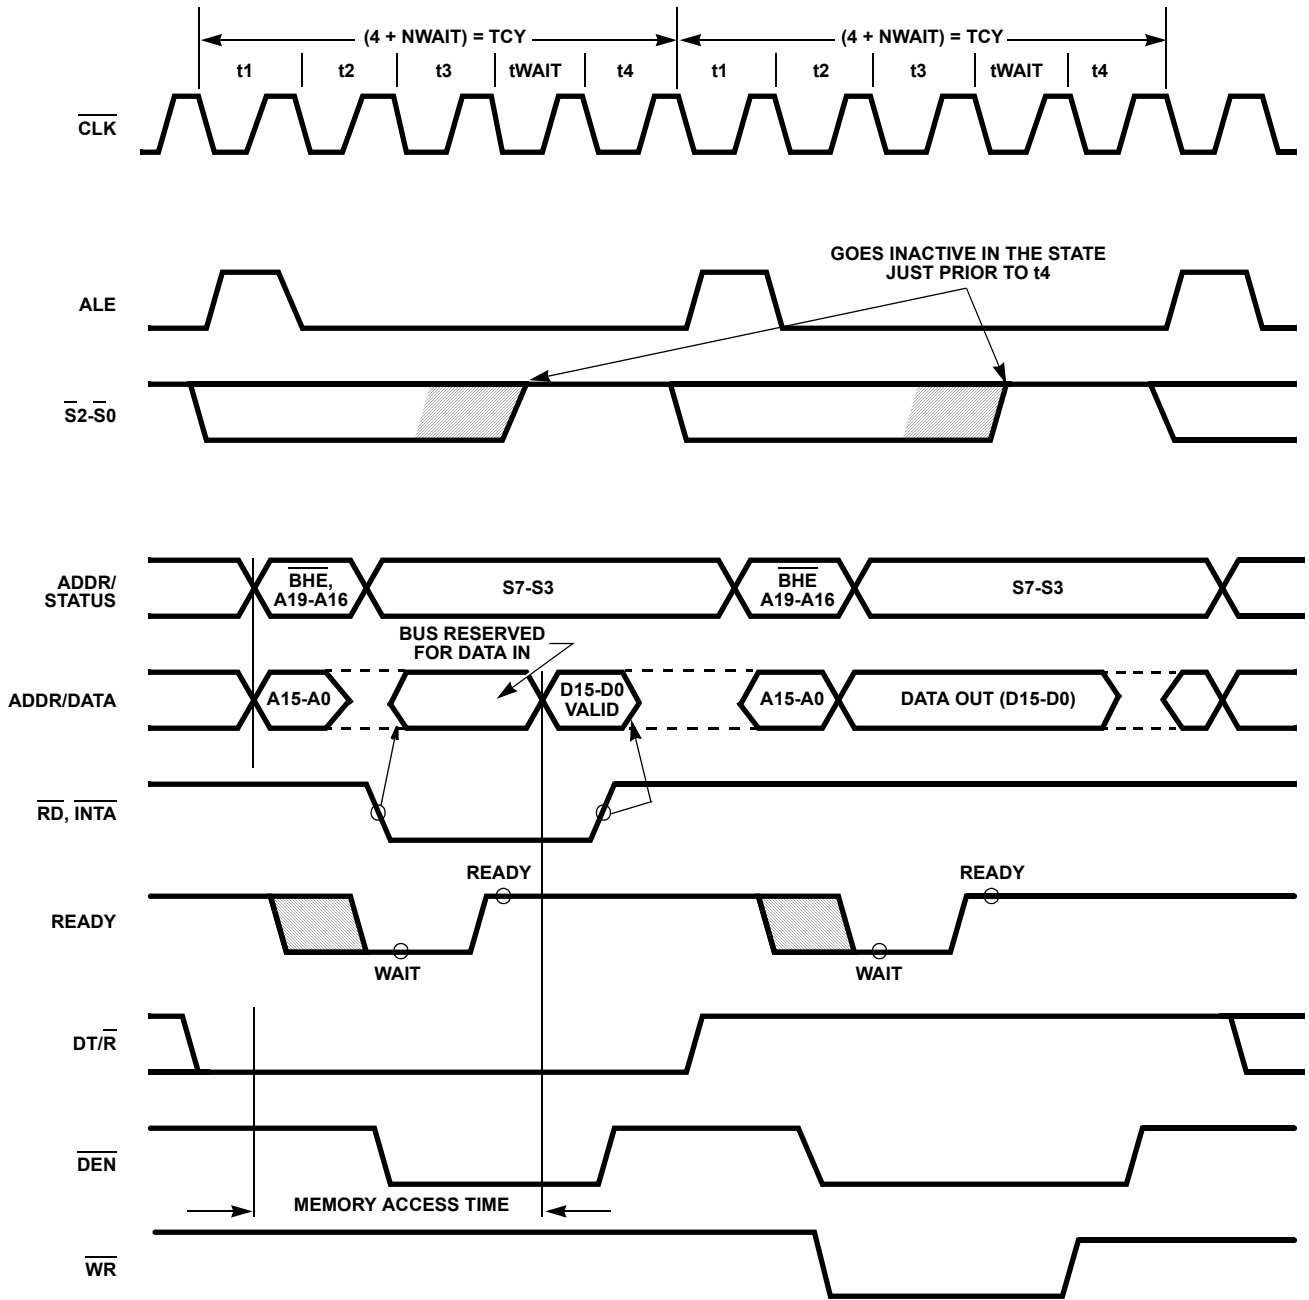 (4 + NWAIT) = TCY (4 + NWAIT) = TCY
t1 t2 t3 tWAIT t4 t1 t2 t3 tWAIT t4
CLK
GOES INACTIVE IN THE STATE
JUST PRIOR TO t4
ALE
S2-S0
ADDR/
STATUS
BHE,
A19-A16
S7-S3
BHE
A19-A16
S7-S3
BUS RESERVED
FOR DATA IN
ADDR/DATA
A15-A0
D15-D0
VALID
A15-A0
DATA OUT (D15-D0)
RD, INTA
READY READY
READY
WAIT WAIT
DT/R
DEN
MEMORY ACCESS TIME
WR